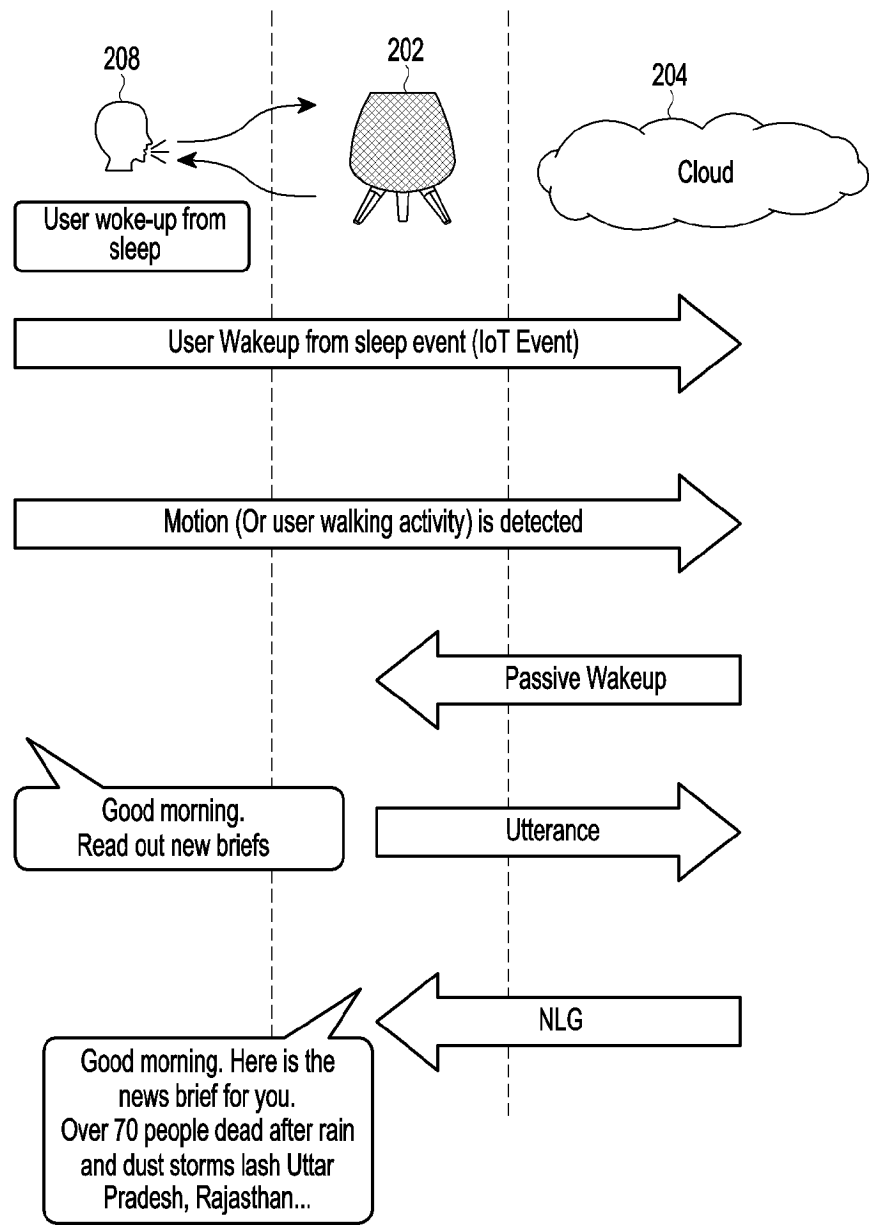 208
202
204
Cloud
User woke-up from
sleep
User Wakeup from sleep event (IoT Event)
Motion (Or user walking activity) is detected
Passive Wakeup
Good morning.
Read out new briefs
Utterance
NLG
Good morning. Here is the
news brief for you.
Over 70 people dead after rain
and dust storms lash Uttar
Pradesh, Rajasthan...